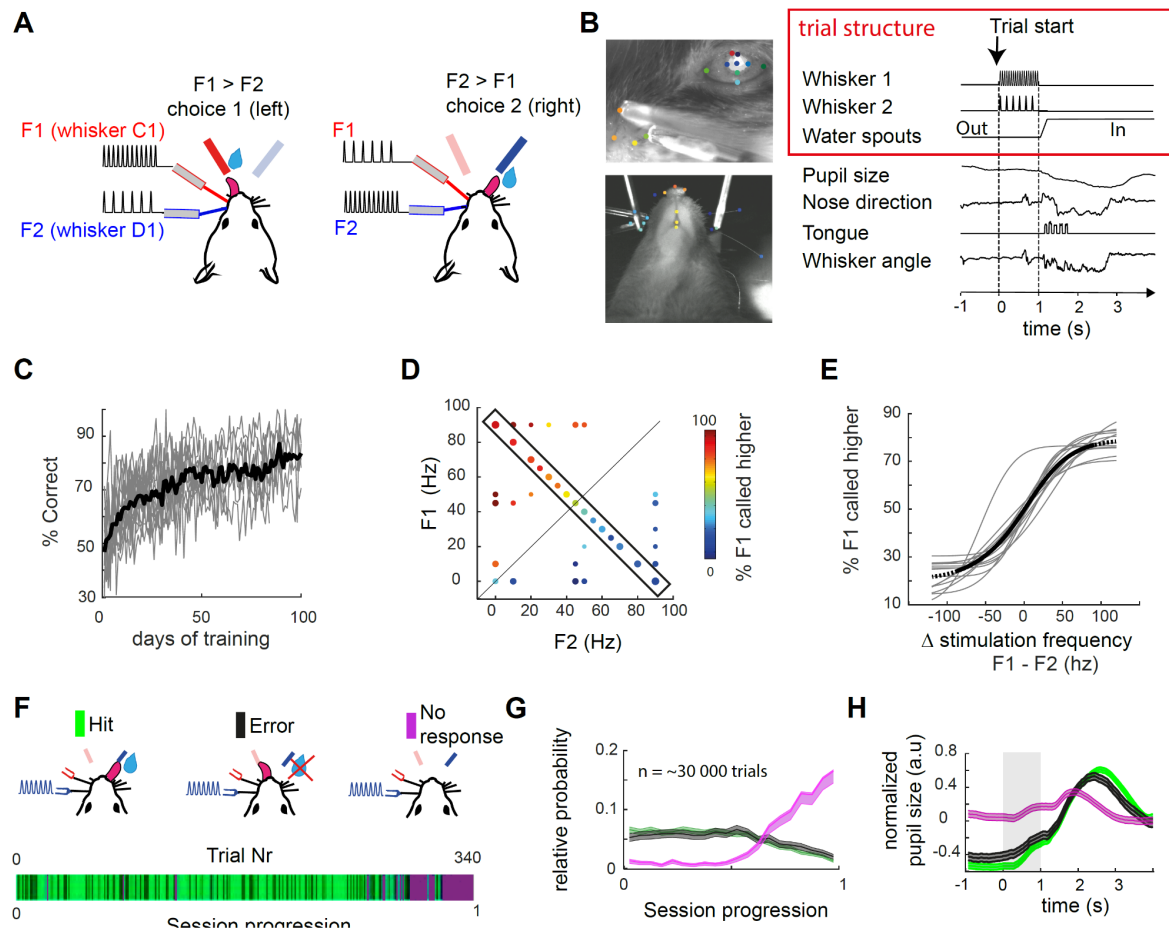 A
F1 > F2
choice 1 (left)
F1 (whisker C1)
F2 (whisker D1)
F2 > F1
choice 2 (right)
F1
F2
B
trial structure
Trial start
Whisker 1
Whisker 2
Water spouts
Out
In
Pupil size
Nose direction
Tongue
Whisker angle
-1 0 1 2 3
time (s)
C
% Correct
90
70
50
30
0 50 100
days of training
D
F1 (Hz)
100
80
60
40
20
0
0 20 40 60 80 100
F2 (Hz)
100
0
% F1 called higher
E
% F1 called higher
90
70
50
30
10
-100 -50 0 50 100
Δ stimulation frequency
F1 - F2 (hz)
F
Hit
Error
No
response
0 Trial Nr 340
0 1
Session progression
G
relative probability
0.2
0.1
0
n = ~30 000 trials
0 1
Session progression
H
normalized
pupil size (a.u)
0.8
0.4
0
-0.4
-1 0 1 2 3 4
time (s)